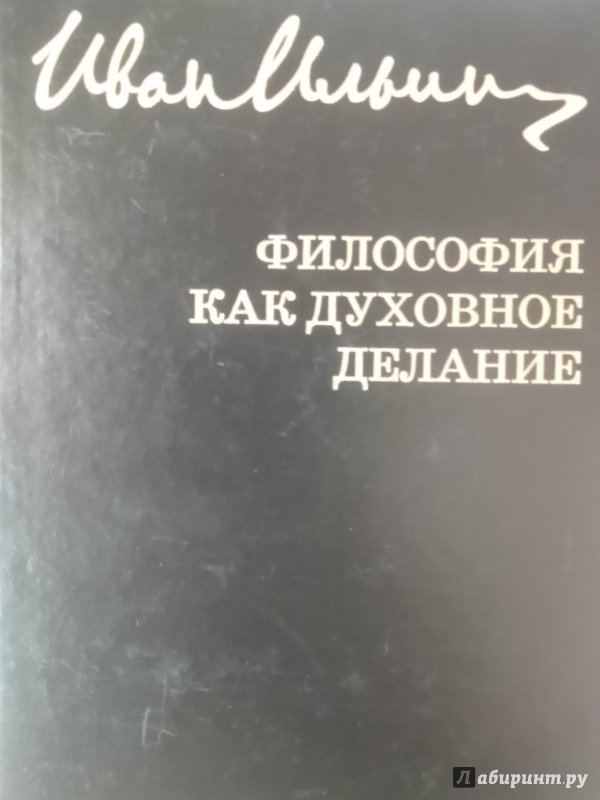 Иван Ильин
ФИЛОСОФИЯ
КАК ДУХОВНОЕ
ДЕЛАНИЕ
Лабиринт.ру